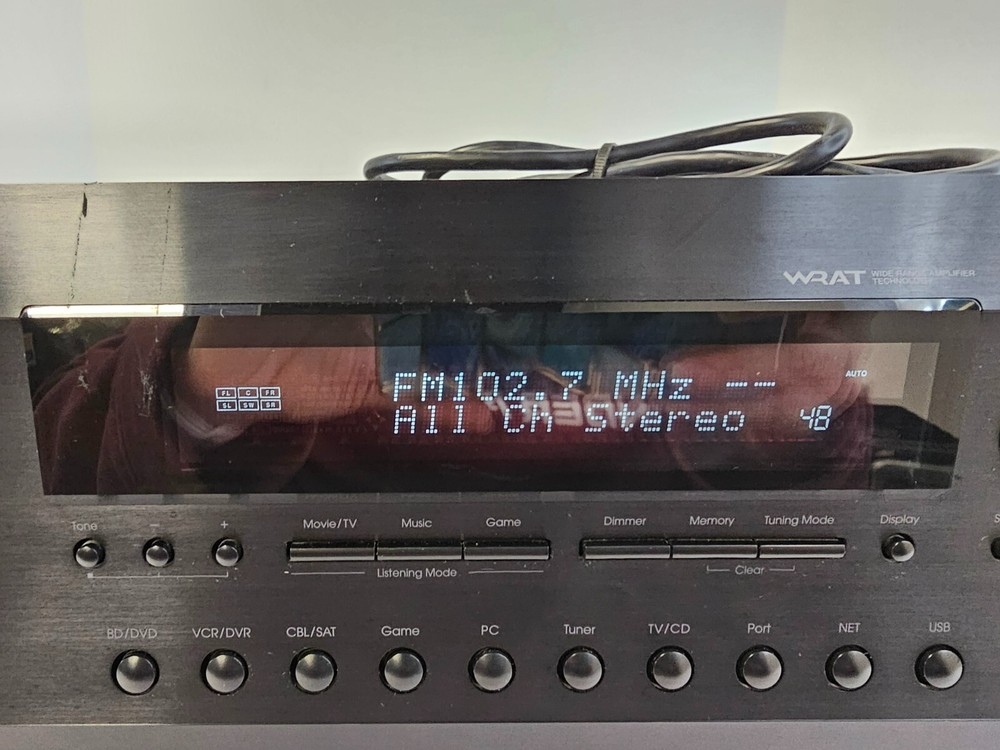 WRAT WIDE RANGE AMPLIFIER
TECHNOLOGY
FL C FR
SL SW SR
FM102.7 MHz --
AUTO
All Ch Stereo 48
Tone - +
Movie/TV Music Game
Listening Mode
Dimmer Memory Tuning Mode
Clear
Display
BD/DVD VCR/DVR CBL/SAT Game PC Tuner TV/CD Port NET USB